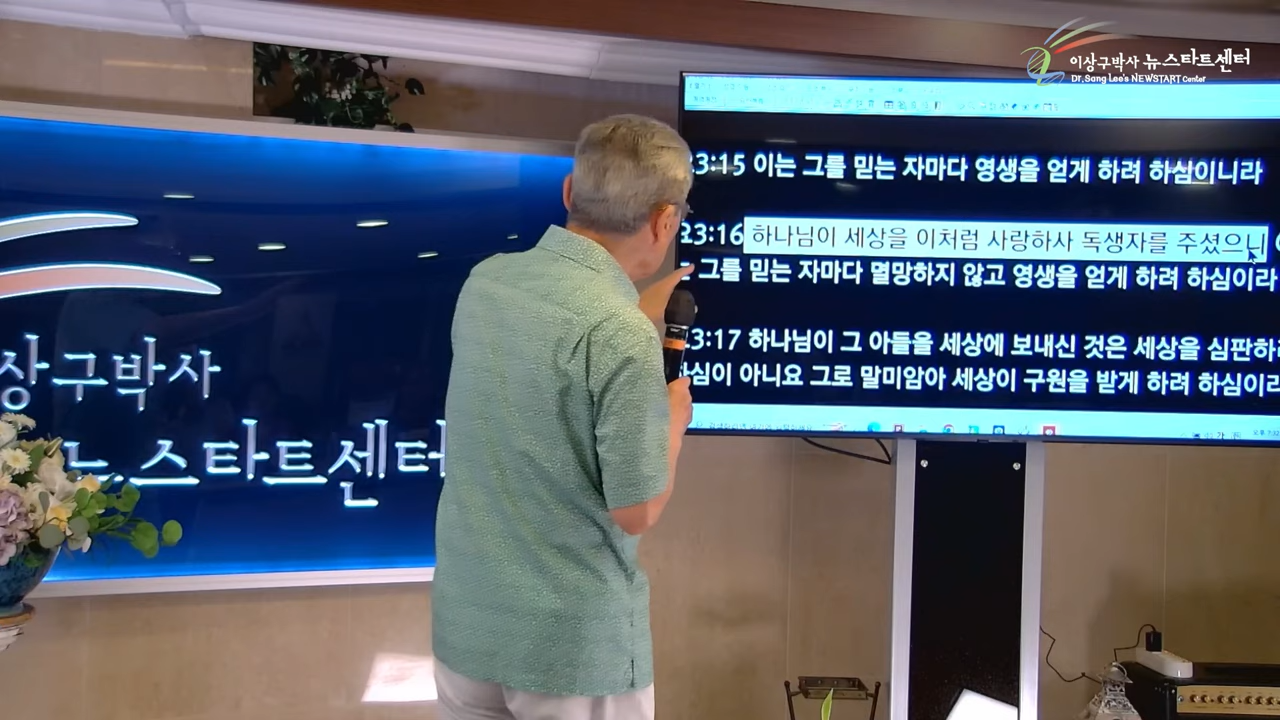 이상구박사 뉴스타트센터
Dr. Sang Lee's NEWSTART Center
상구박사
뉴스타트센터
23:15 이는 그를 믿는 자마다 영생을 얻게 하려 하심이니라
23:16 하나님이 세상을 이처럼 사랑하사 독생자를 주셨으니
그를 믿는 자마다 멸망하지 않고 영생을 얻게 하려 하심이라
3:17 하나님이 그 아들을 세상에 보내신 것은 세상을 심판하
하심이 아니요 그로 말미암아 세상이 구원을 받게 하려 하심이라